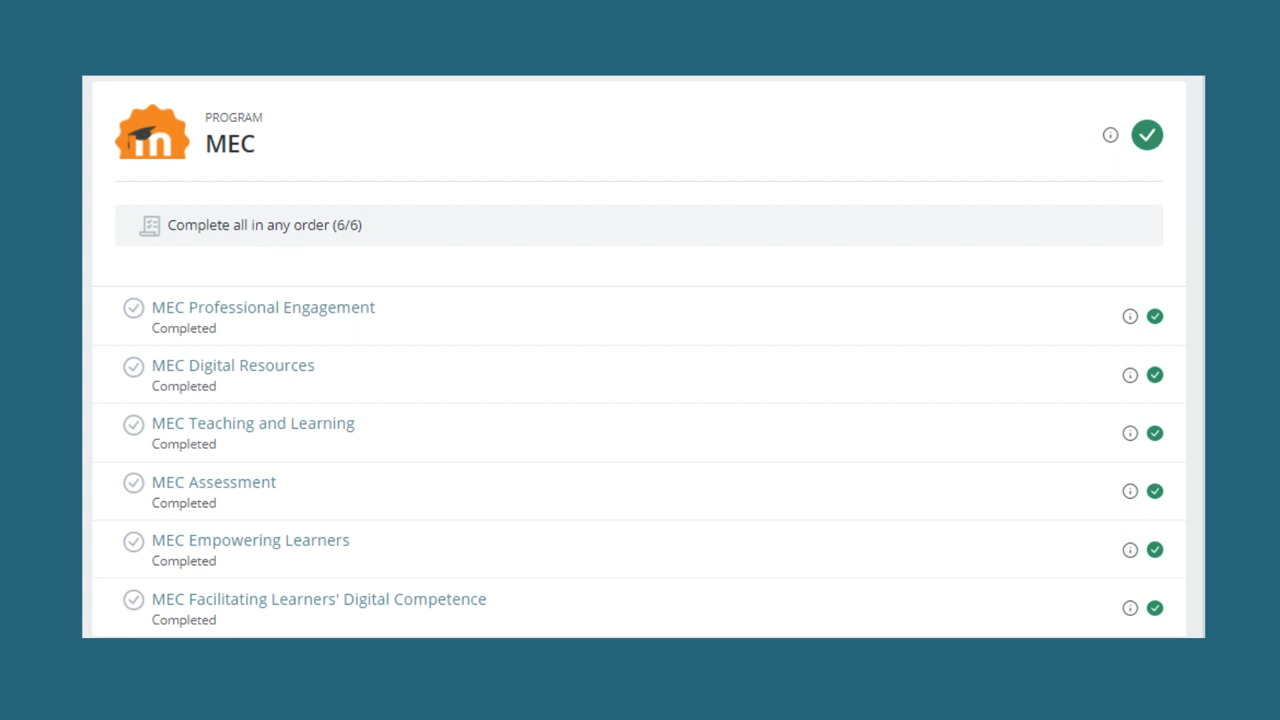 PROGRAM
MEC
Complete all in any order (6/6)
MEC Professional Engagement
Completed
MEC Digital Resources
Completed
MEC Teaching and Learning
Completed
MEC Assessment
Completed
MEC Empowering Learners
Completed
MEC Facilitating Learners' Digital Competence
Completed